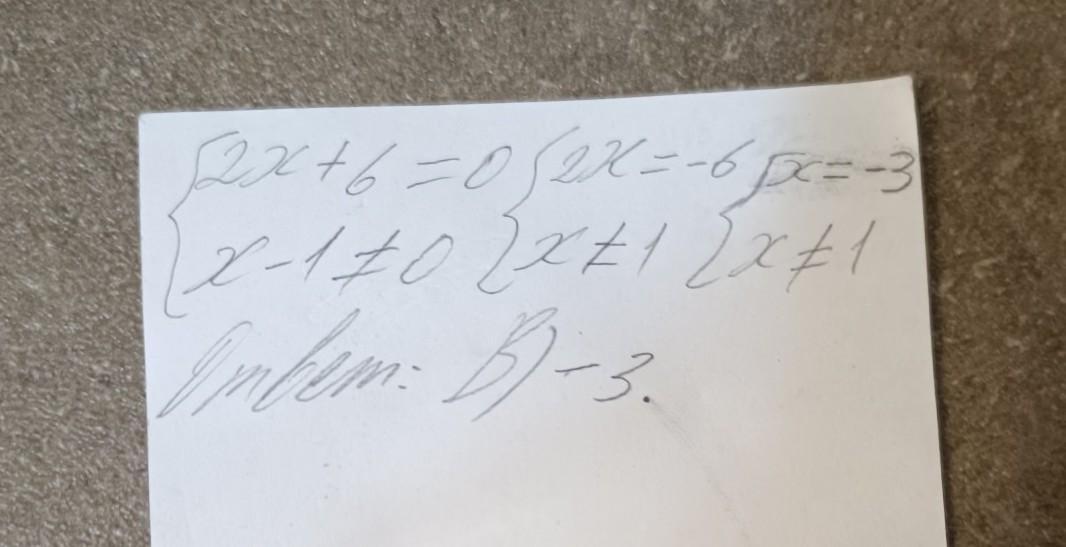 {2x+6=0 {2x=-6 {x=-3
{x-1≠0 {x≠1 {x≠1
Ответ: В) -3.